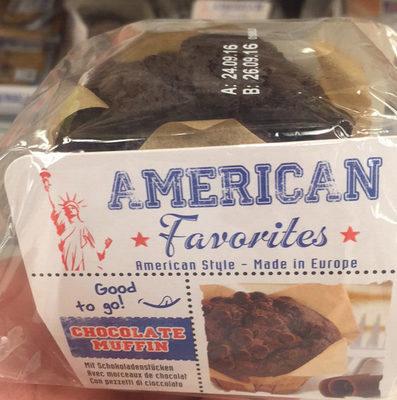 A: 24.09.16
B: 26.09.16
AMERICAN
Favorites
American Style - Made in Europe
Good
to go!
CHOCOLATE
MUFFIN
Mit Schokoladenstücken
Avec morceaux de chocolat
Con pezzetti di cioccolato